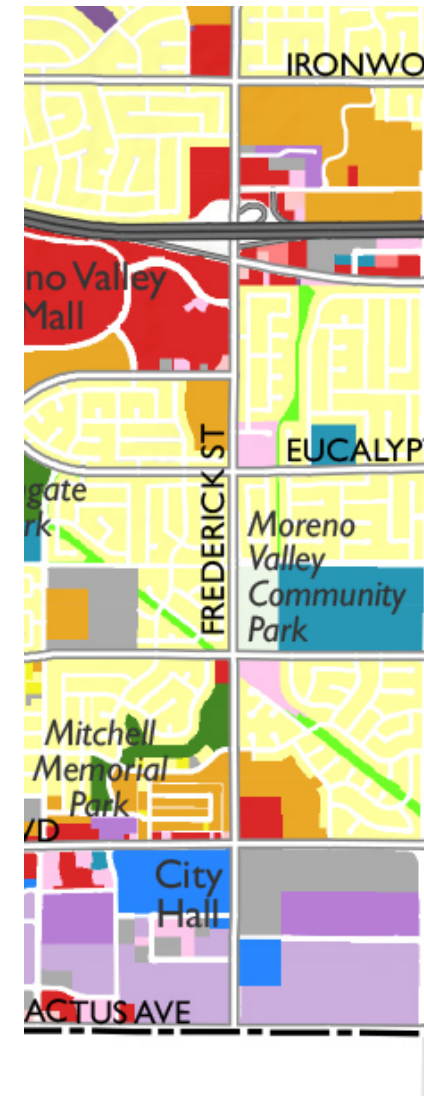 IRONWO
no Valley
Mall
EUCALYP
FREDERICK ST
gate
rk
Moreno
Valley
Community
Park
Mitchell
Memorial
Park
VD
City
Hall
ACTUS AVE